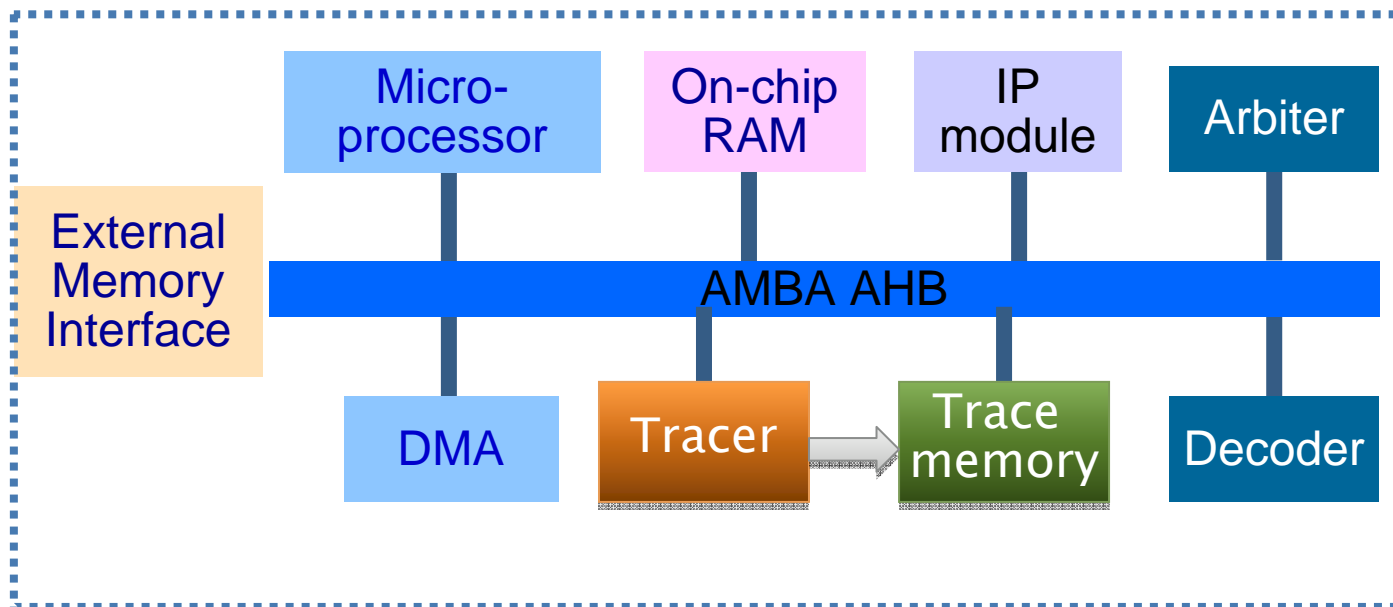 Micro-
processor
On-chip
RAM
IP
module
Arbiter
External
Memory
Interface
AMBA AHB
DMA
Tracer
Trace
memory
Decoder